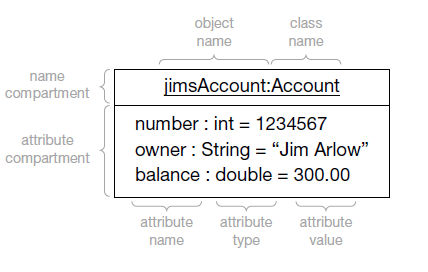 object name
class name
name compartment
jimsAccount:Account
attribute compartment
number : int = 1234567
owner : String = “Jim Arlow”
balance : double = 300.00
attribute name
attribute type
attribute value